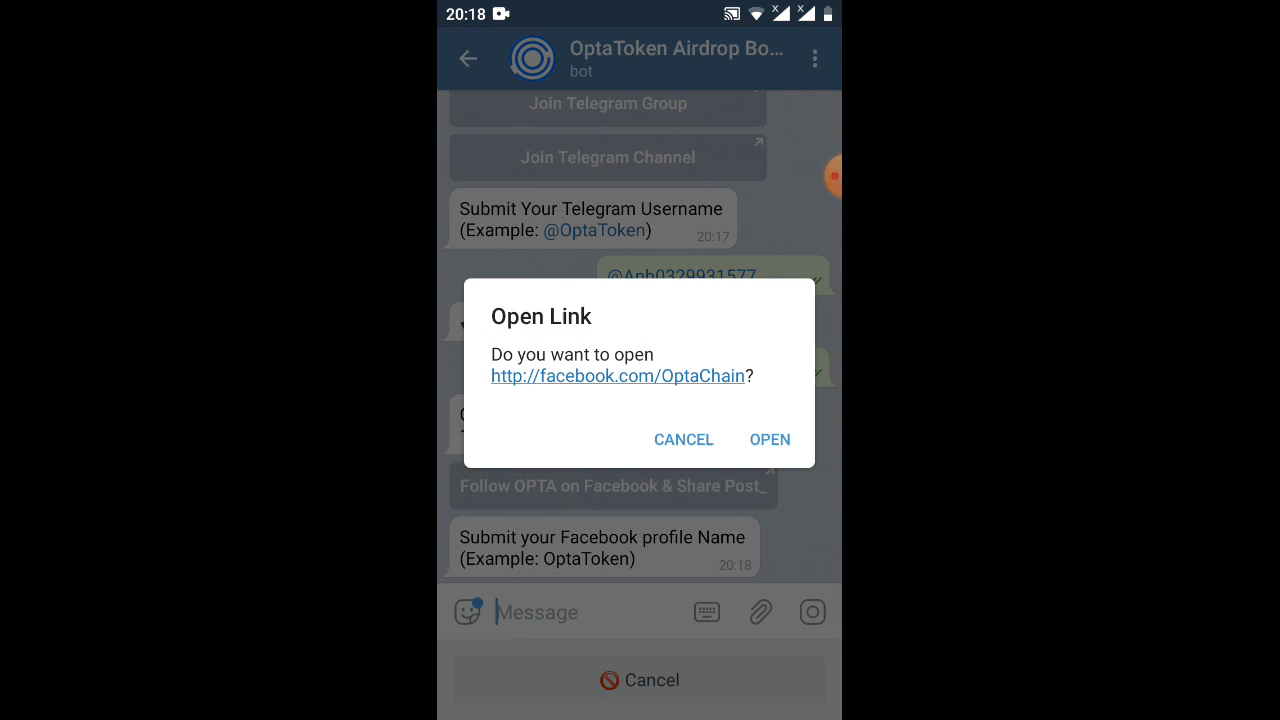 20:18
OptaToken Airdrop Bo...
bot
Join Telegram Group
Join Telegram Channel
Submit Your Telegram Username
(Example: @OptaToken)
20:17
@Anh0329931577
Open Link
Do you want to open
http://facebook.com/OptaChain?
CANCEL OPEN
Follow OPTA on Facebook & Share Post_
Submit your Facebook profile Name
(Example: OptaToken)
20:18
Message
Cancel